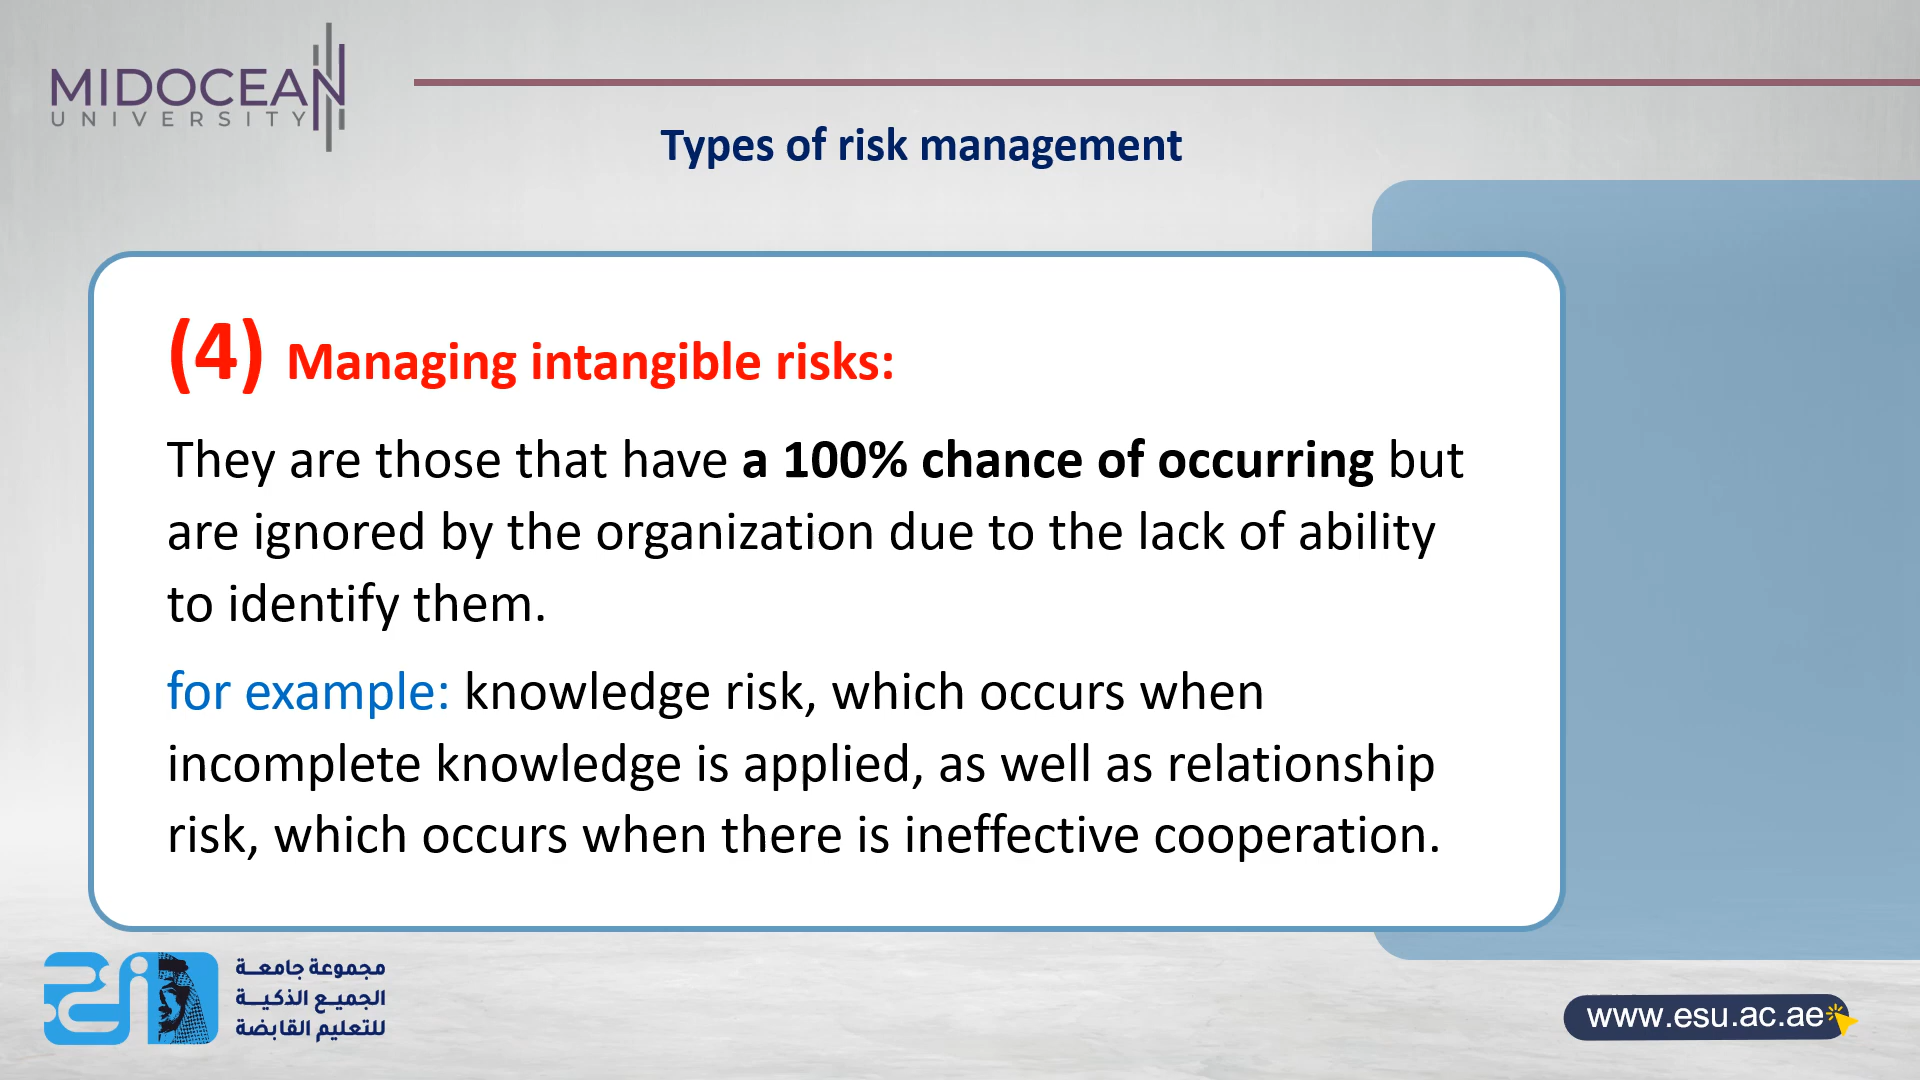 MIDOCEAN
UNIVERSITY
Types of risk management
(4) Managing intangible risks:
They are those that have a 100% chance of occurring but
are ignored by the organization due to the lack of ability
to identify them.
for example: knowledge risk, which occurs when
incomplete knowledge is applied, as well as relationship
risk, which occurs when there is ineffective cooperation.
مجموعة جامعـــة
الجميـع الذكيـــة
للتعليم القابضة
www.esu.ac.ae